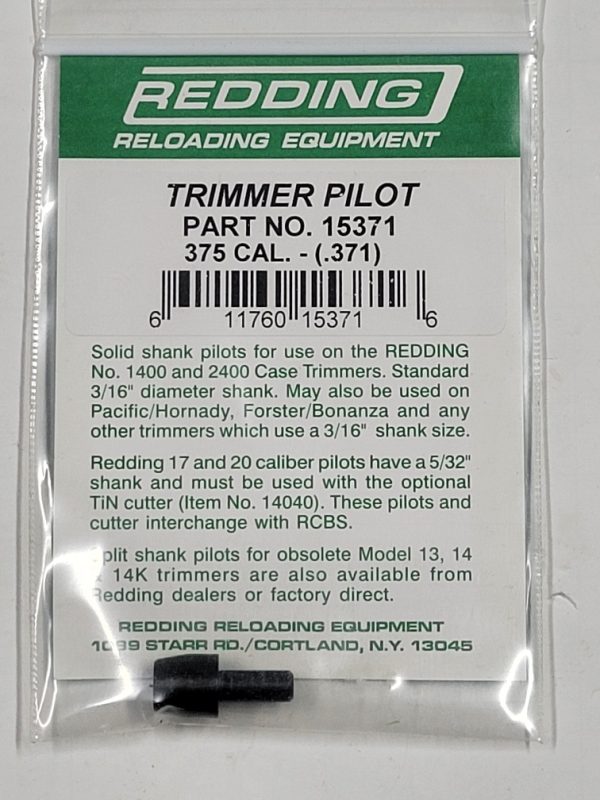 REDDING
RELOADING EQUIPMENT
TRIMMER PILOT
PART NO. 15371
375 CAL. - (.371)
6 11760 15371 6
Solid shank pilots for use on the REDDING
No. 1400 and 2400 Case Trimmers. Standard
3/16" diameter shank. May also be used on
Pacific/Hornady, Forster/Bonanza and any
other trimmers which use a 3/16" shank size.
Redding 17 and 20 caliber pilots have a 5/32"
shank and must be used with the optional
TiN cutter (Item No. 14040). These pilots and
cutter interchange with RCBS.
Split shank pilots for obsolete Model 13, 14
& 14K trimmers are also available from
Redding dealers or factory direct.
REDDING RELOADING EQUIPMENT
1089 STARR RD./CORTLAND, N.Y. 13045